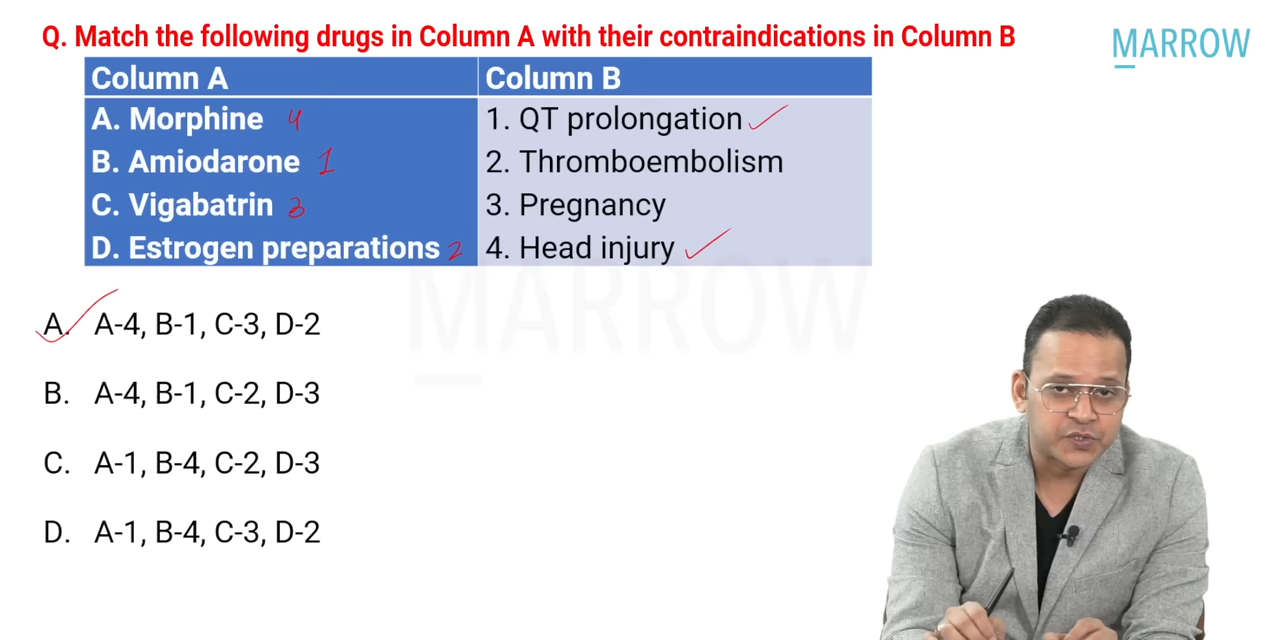 Q. Match the following drugs in Column A with their contraindications in Column B
MARROW
Column A
Column B
A. Morphine 4
1. QT prolongation
B. Amiodarone 1
2. Thromboembolism
C. Vigabatrin 3
3. Pregnancy
D. Estrogen preparations 2
4. Head injury
MARROW
A. A-4, B-1, C-3, D-2
B. A-4, B-1, C-2, D-3
C. A-1, B-4, C-2, D-3
D. A-1, B-4, C-3, D-2